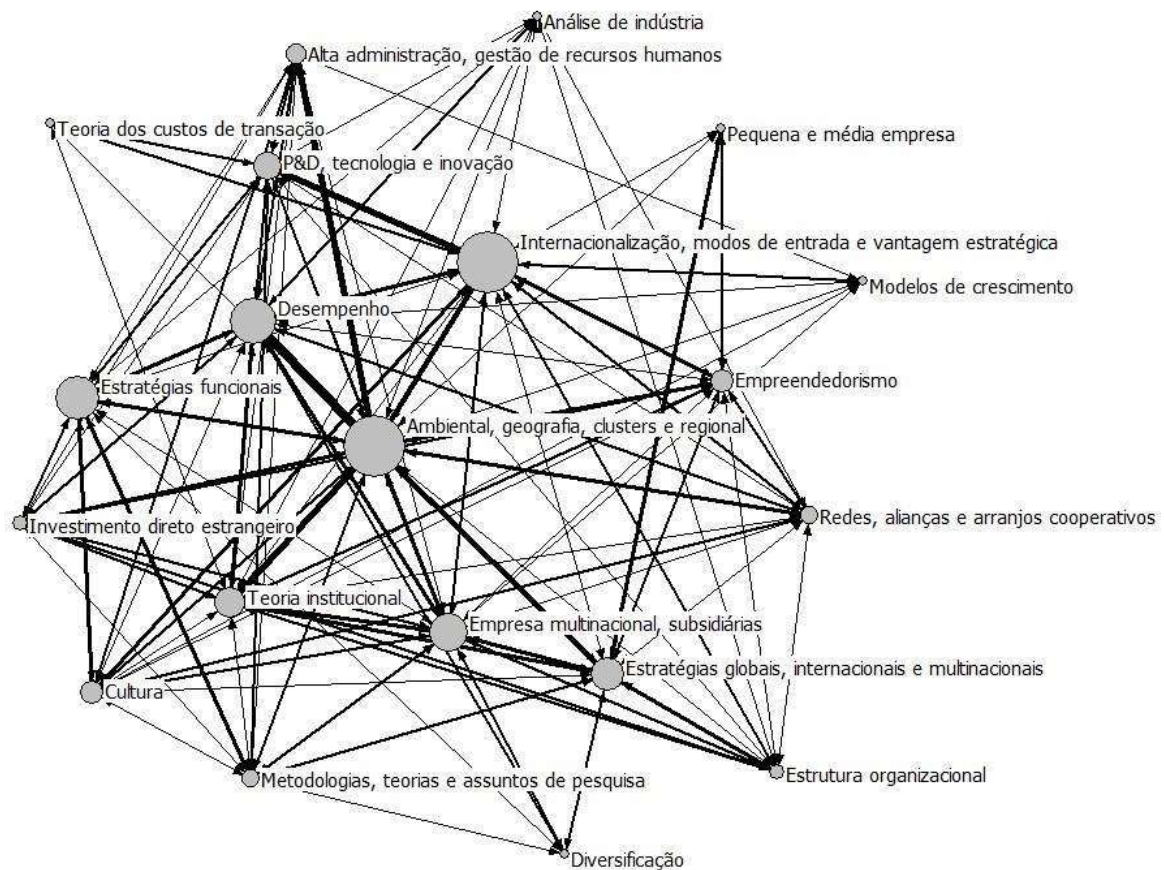 Análise de indústria
Alta administração, gestão de recursos humanos
Teoria dos custos de transação
Pequena e média empresa
P&D, tecnologia e inovação
Internacionalização, modos de entrada e vantagem estratégica
Modelos de crescimento
Desempenho
Estratégias funcionais
Empreendedorismo
Ambiental, geografia, clusters e regional
Redes, alianças e arranjos cooperativos
Investimento direto estrangeiro
Teoria institucional
Empresa multinacional, subsidiárias
Estratégias globais, internacionais e multinacionais
Cultura
Estrutura organizacional
Metodologias, teorias e assuntos de pesquisa
Diversificação